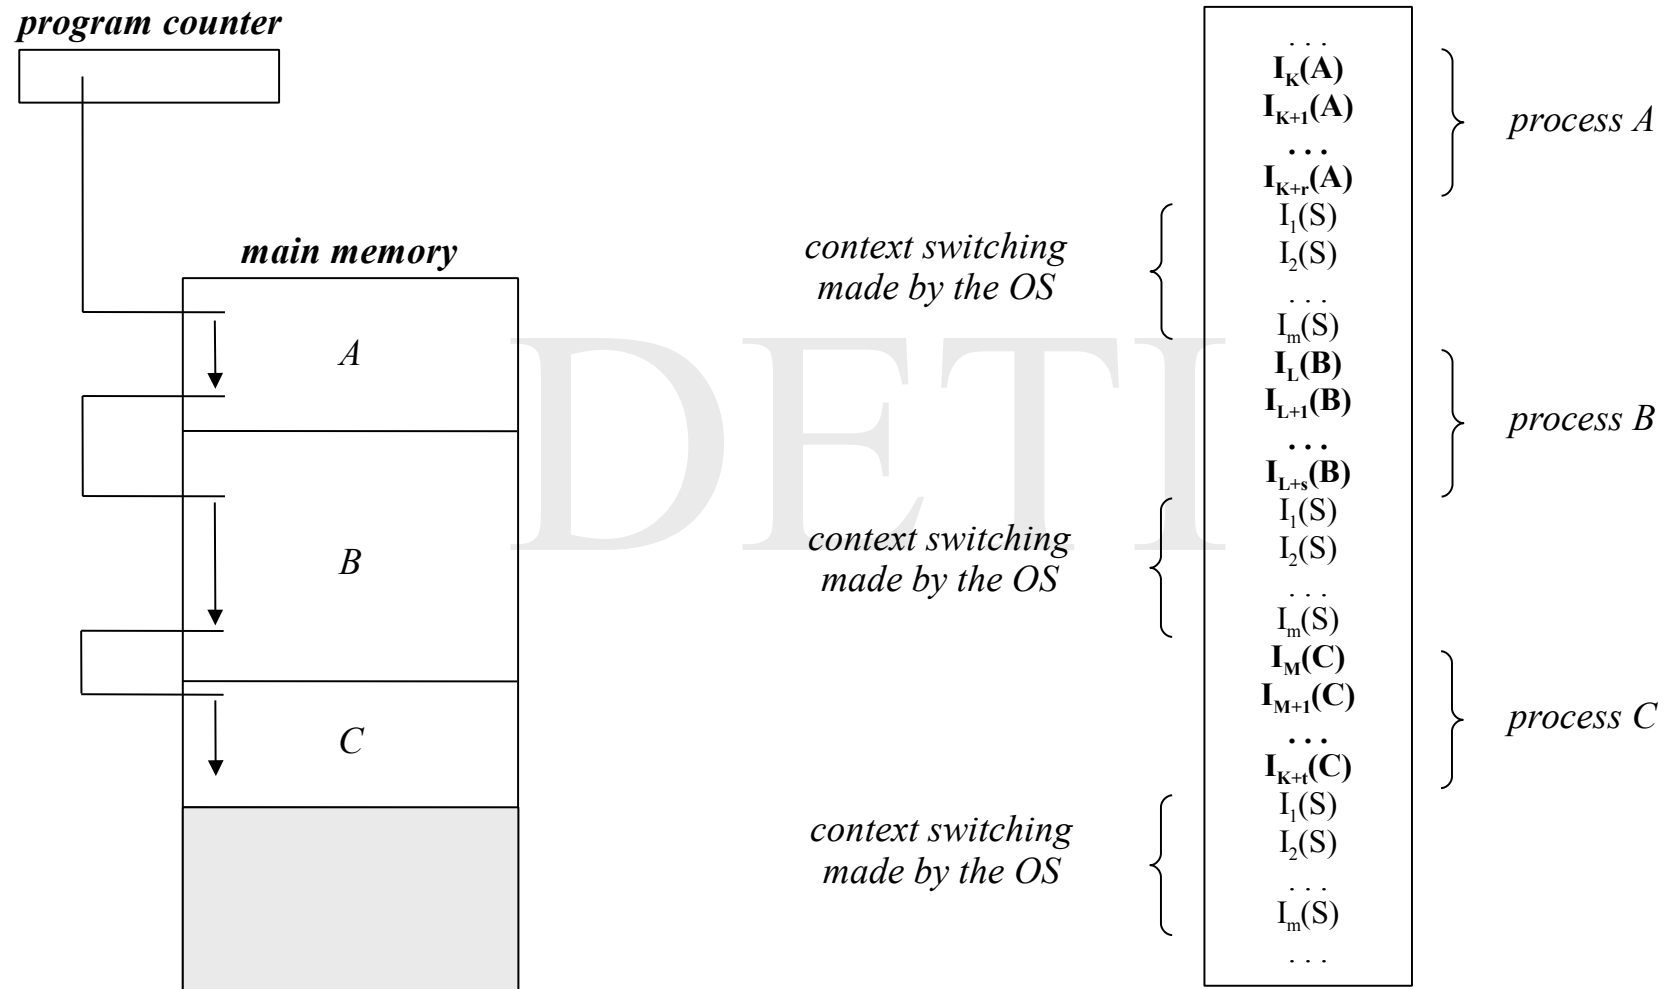 program counter
main memory
A
B
C
DETI
context switching
made by the OS
context switching
made by the OS
context switching
made by the OS
. . .
I_K(A)
I_K+1(A)
. . .
I_K+r(A)
I_1(S)
I_2(S)
. . .
I_m(S)
I_L(B)
I_L+1(B)
. . .
I_L+s(B)
I_1(S)
I_2(S)
. . .
I_m(S)
I_M(C)
I_M+1(C)
. . .
I_K+t(C)
I_1(S)
I_2(S)
. . .
I_m(S)
. . .
process A
process B
process C